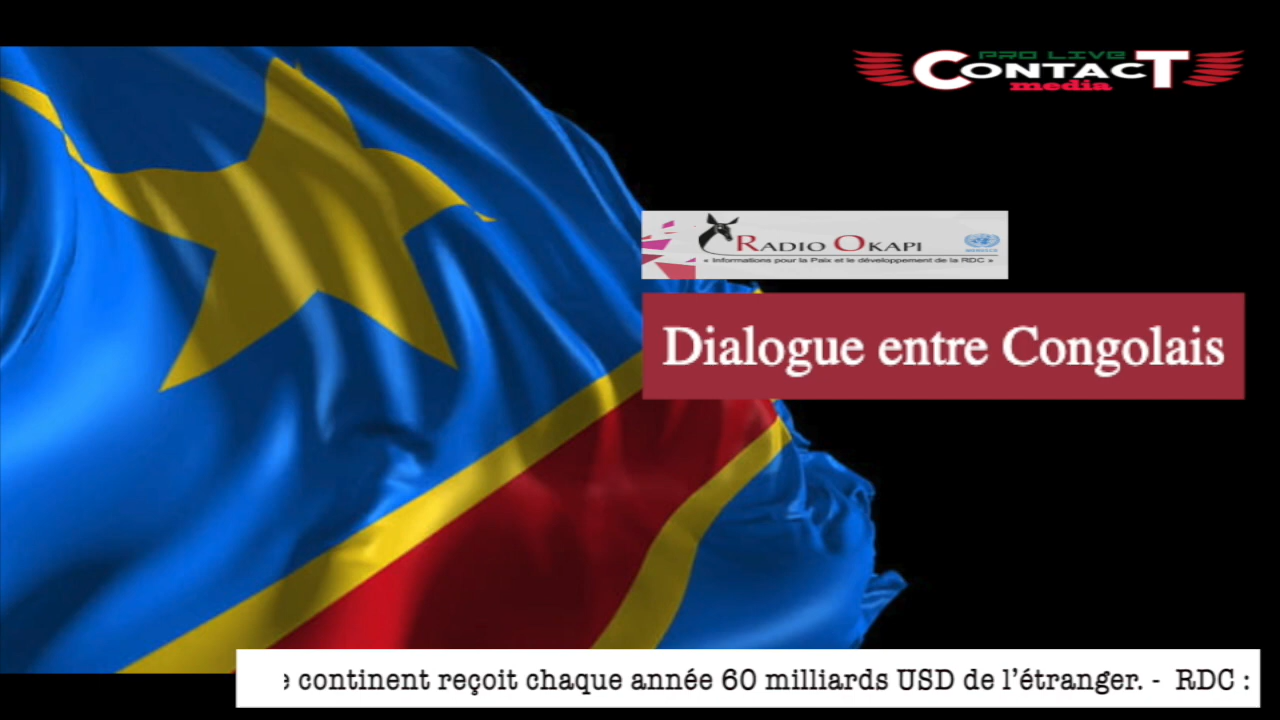 PRO LIVE
CONTACT
media
RADIO OKAPI
« Informations pour la Paix et le développement de la RDC »
Dialogue entre Congolais
continent reçoit chaque année 60 milliards USD de l'étranger. - RDC :